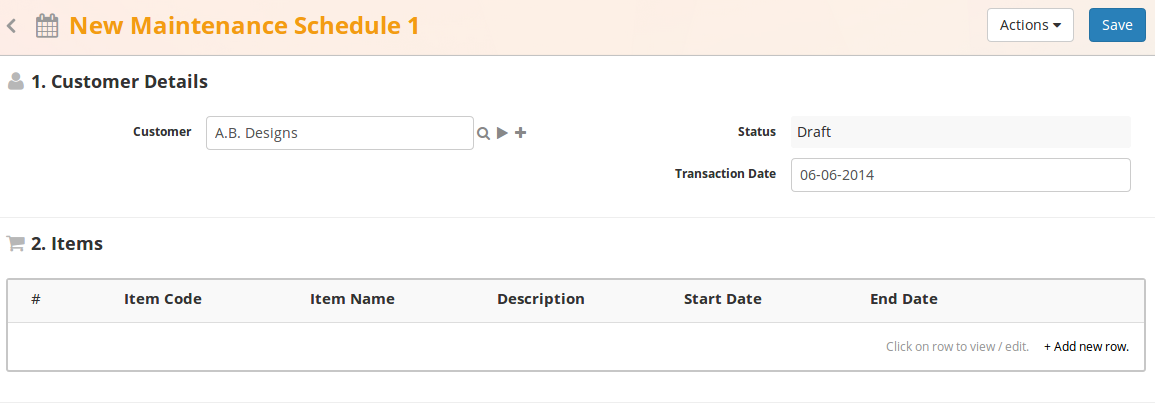 New Maintenance Schedule 1
Actions
Save
1. Customer Details
Customer
A.B. Designs
Status
Draft
Transaction Date
06-06-2014
2. Items
# Item Code Item Name Description Start Date End Date
Click on row to view / edit. + Add new row.